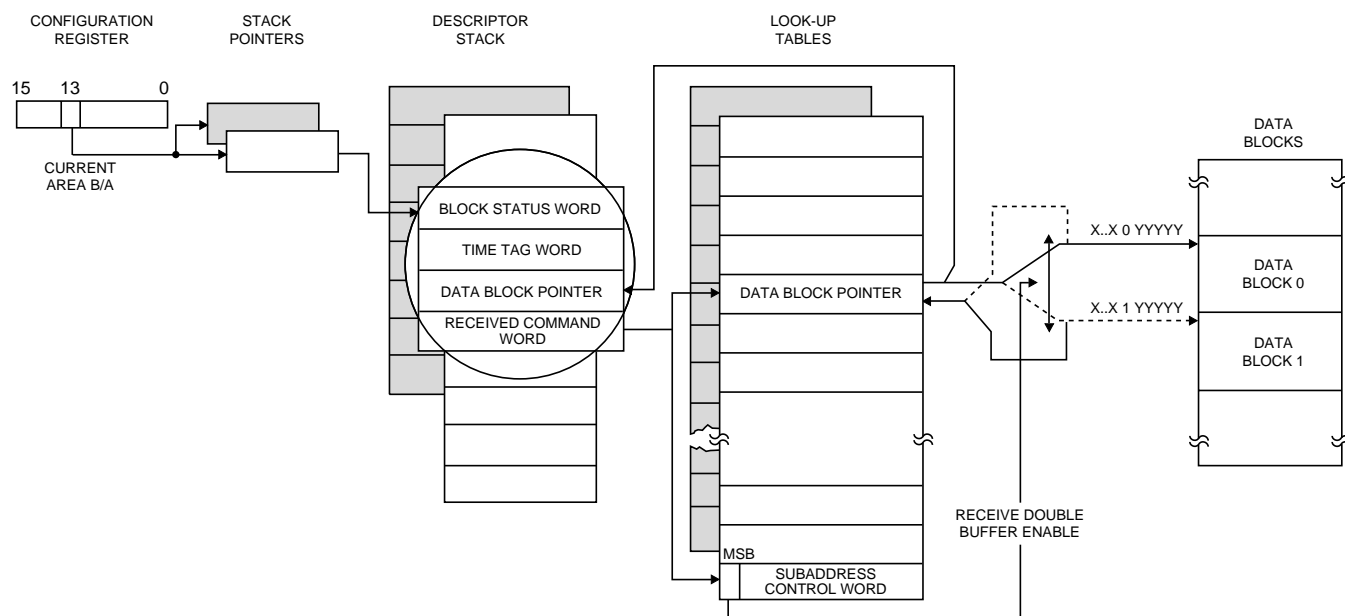 CONFIGURATION
REGISTER
STACK
POINTERS
DESCRIPTOR
STACK
LOOK-UP
TABLES
15 13 0
CURRENT
AREA B/A
BLOCK STATUS WORD
TIME TAG WORD
DATA BLOCK POINTER
RECEIVED COMMAND
WORD
DATA BLOCK POINTER
MSB
SUBADDRESS
CONTROL WORD
RECEIVE DOUBLE
BUFFER ENABLE
X..X 0 YYYYY
X..X 1 YYYYY
DATA
BLOCKS
DATA
BLOCK 0
DATA
BLOCK 1